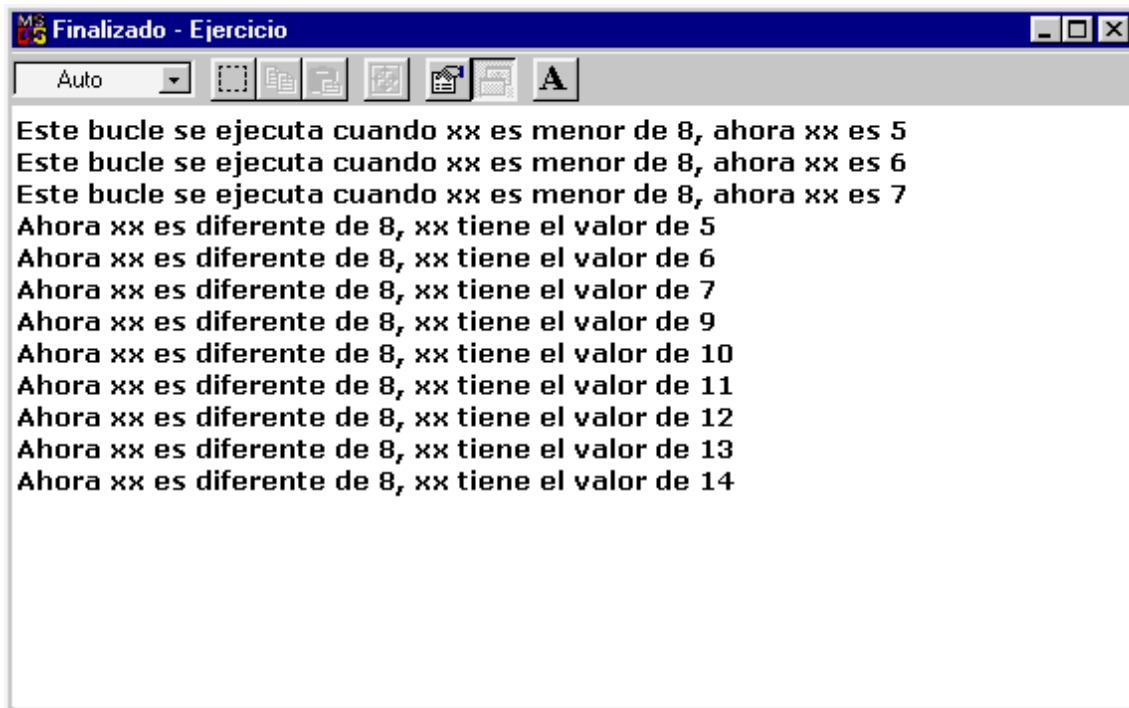 Finalizado - Ejercicio
Auto
A
Este bucle se ejecuta cuando xx es menor de 8, ahora xx es 5
Este bucle se ejecuta cuando xx es menor de 8, ahora xx es 6
Este bucle se ejecuta cuando xx es menor de 8, ahora xx es 7
Ahora xx es diferente de 8, xx tiene el valor de 5
Ahora xx es diferente de 8, xx tiene el valor de 6
Ahora xx es diferente de 8, xx tiene el valor de 7
Ahora xx es diferente de 8, xx tiene el valor de 9
Ahora xx es diferente de 8, xx tiene el valor de 10
Ahora xx es diferente de 8, xx tiene el valor de 11
Ahora xx es diferente de 8, xx tiene el valor de 12
Ahora xx es diferente de 8, xx tiene el valor de 13
Ahora xx es diferente de 8, xx tiene el valor de 14